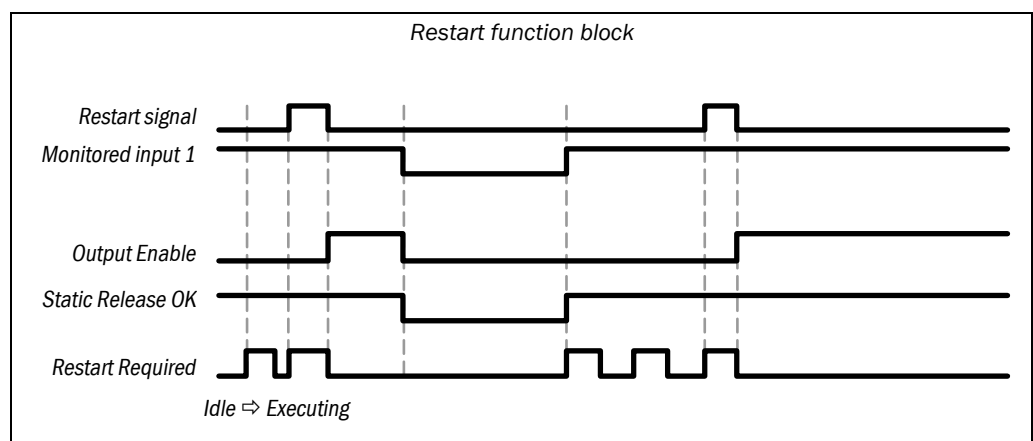 Restart function block
Restart signal
Monitored input 1
Output Enable
Static Release OK
Restart Required
Idle ⇨ Executing